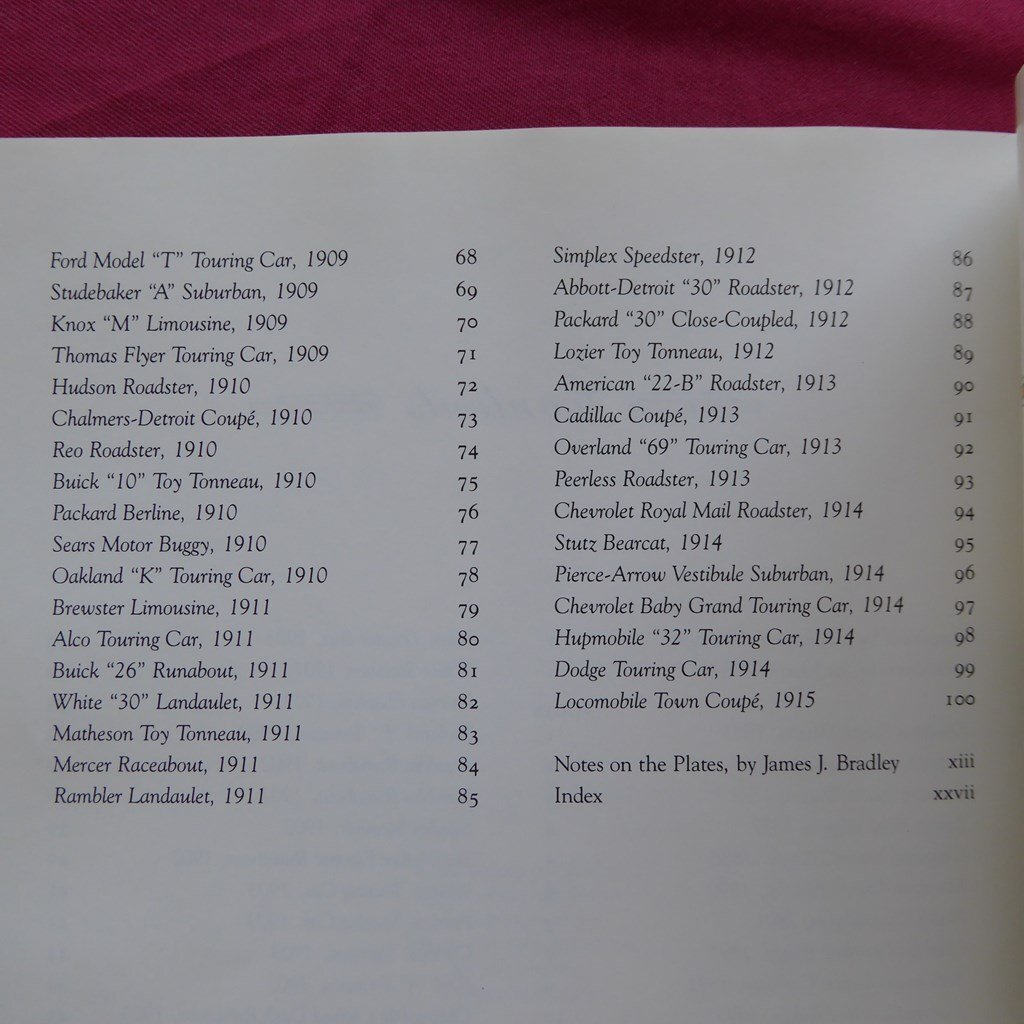 Ford Model “T” Touring Car, 1909 68
Studebaker “A” Suburban, 1909 69
Knox “M” Limousine, 1909 70
Thomas Flyer Touring Car, 1909 71
Hudson Roadster, 1910 72
Chalmers-Detroit Coupé, 1910 73
Reo Roadster, 1910 74
Buick “10” Toy Tonneau, 1910 75
Packard Berline, 1910 76
Sears Motor Buggy, 1910 77
Oakland “K” Touring Car, 1910 78
Brewster Limousine, 1911 79
Alco Touring Car, 1911 80
Buick “26” Runabout, 1911 81
White “30” Landaulet, 1911 82
Matheson Toy Tonneau, 1911 83
Mercer Raceabout, 1911 84
Rambler Landaulet, 1911 85
Simplex Speedster, 1912 86
Abbott-Detroit “30” Roadster, 1912 87
Packard “30” Close-Coupled, 1912 88
Lozier Toy Tonneau, 1912 89
American “22-B” Roadster, 1913 90
Cadillac Coupé, 1913 91
Overland “69” Touring Car, 1913 92
Peerless Roadster, 1913 93
Chevrolet Royal Mail Roadster, 1914 94
Stutz Bearcat, 1914 95
Pierce-Arrow Vestibule Suburban, 1914 96
Chevrolet Baby Grand Touring Car, 1914 97
Hupmobile “32” Touring Car, 1914 98
Dodge Touring Car, 1914 99
Locomobile Town Coupé, 1915 100
Notes on the Plates, by James J. Bradley xiii
Index xxvii